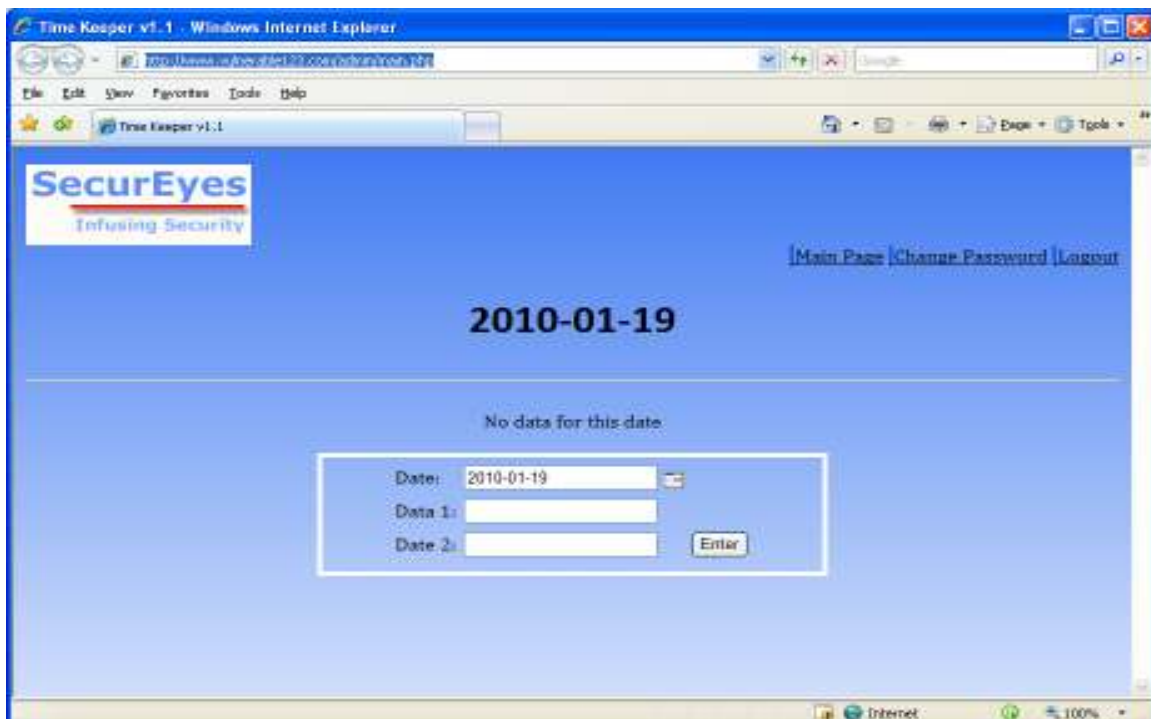 Time Keeper v1.1 - Windows Internet Explorer
Google
File Edit View Favorites Tools Help
Time Keeper v1.1
Page Tools
SecurEyes
Infusing Security
|Main Page |Change Password |Logout
2010-01-19
No data for this date
Date: 2010-01-19
Data 1:
Date 2: Enter
Internet 100%